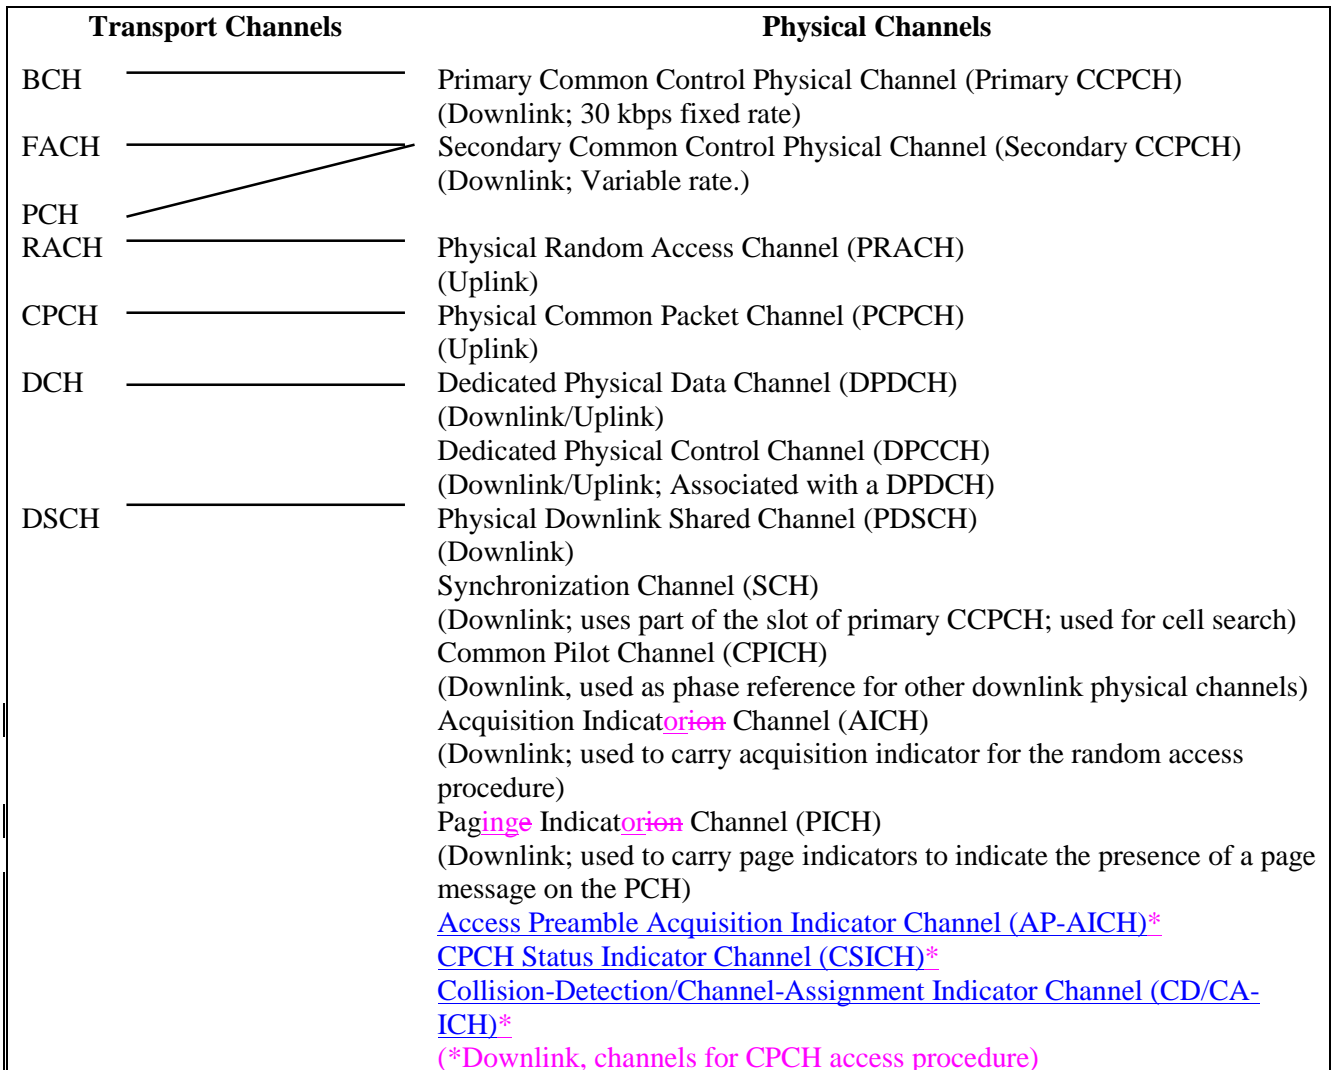 Transport Channels Physical Channels
BCH Primary Common Control Physical Channel (Primary CCPCH)
(Downlink; 30 kbps fixed rate)
FACH Secondary Common Control Physical Channel (Secondary CCPCH)
(Downlink; Variable rate.)
PCH
RACH Physical Random Access Channel (PRACH)
(Uplink)
CPCH Physical Common Packet Channel (PCPCH)
(Uplink)
DCH Dedicated Physical Data Channel (DPDCH)
(Downlink/Uplink)
Dedicated Physical Control Channel (DPCCH)
(Downlink/Uplink; Associated with a DPDCH)
DSCH Physical Downlink Shared Channel (PDSCH)
(Downlink)
Synchronization Channel (SCH)
(Downlink; uses part of the slot of primary CCPCH; used for cell search)
Common Pilot Channel (CPICH)
(Downlink, used as phase reference for other downlink physical channels)
Acquisition Indicatorion Channel (AICH)
(Downlink; used to carry acquisition indicator for the random access
procedure)
Paginge Indicatorion Channel (PICH)
(Downlink; used to carry page indicators to indicate the presence of a page
message on the PCH)
Access Preamble Acquisition Indicator Channel (AP-AICH)*
CPCH Status Indicator Channel (CSICH)*
Collision-Detection/Channel-Assignment Indicator Channel (CD/CA-
ICH)*
(*Downlink, channels for CPCH access procedure)